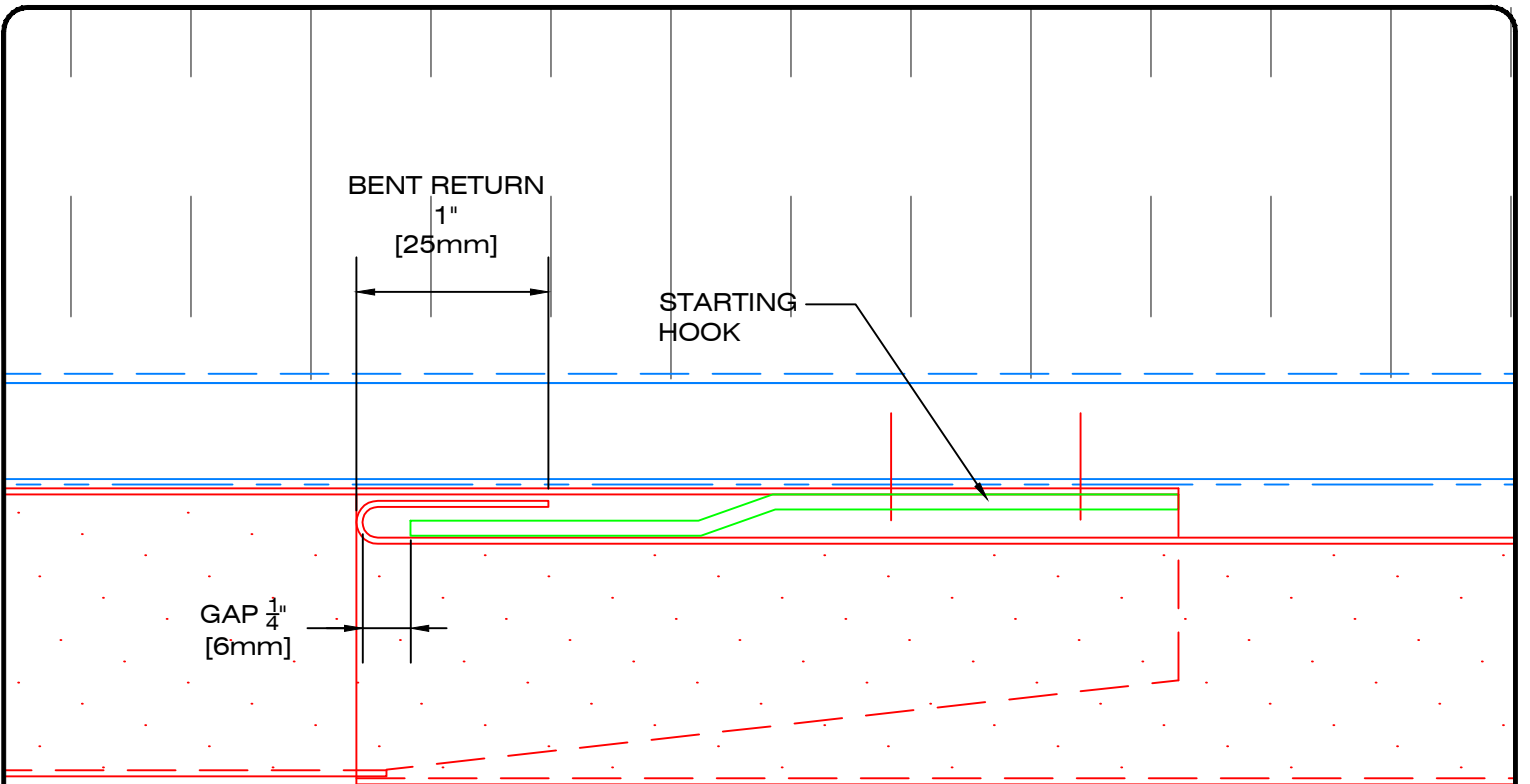 BENT RETURN
1"
[25mm]
STARTING
HOOK
GAP 1/4"
[6mm]